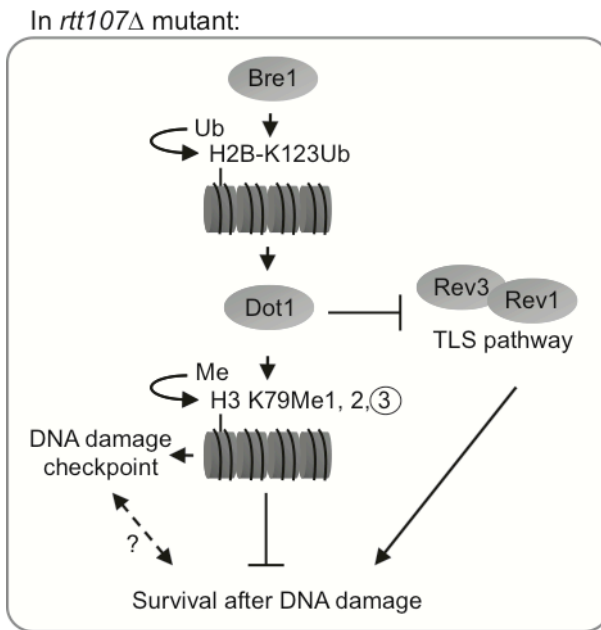 In rtt107Δ mutant:
Bre1
Ub
H2B-K123Ub
Dot1
Rev3
Rev1
TLS pathway
Me
H3 K79Me1, 2, 3
DNA damage
checkpoint
?
Survival after DNA damage